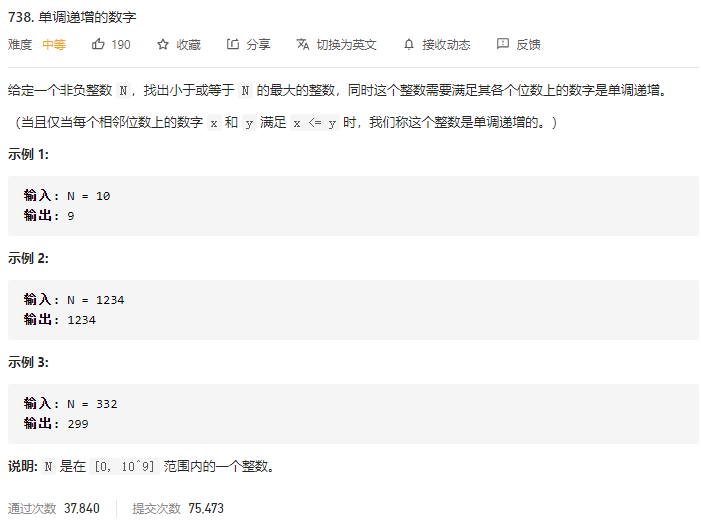 738. 单调递增的数字
难度 中等 190 收藏 分享 切换为英文 接收动态 反馈
给定一个非负整数 N，找出小于或等于 N 的最大的整数，同时这个整数需要满足其各个位数上的数字是单调递增。
（当且仅当每个相邻位数上的数字 x 和 y 满足 x <= y 时，我们称这个整数是单调递增的。）
示例 1:
输入: N = 10
输出: 9
示例 2:
输入: N = 1234
输出: 1234
示例 3:
输入: N = 332
输出: 299
说明: N 是在 [0, 10^9] 范围内的一个整数。
通过次数 37,840 提交次数 75,473